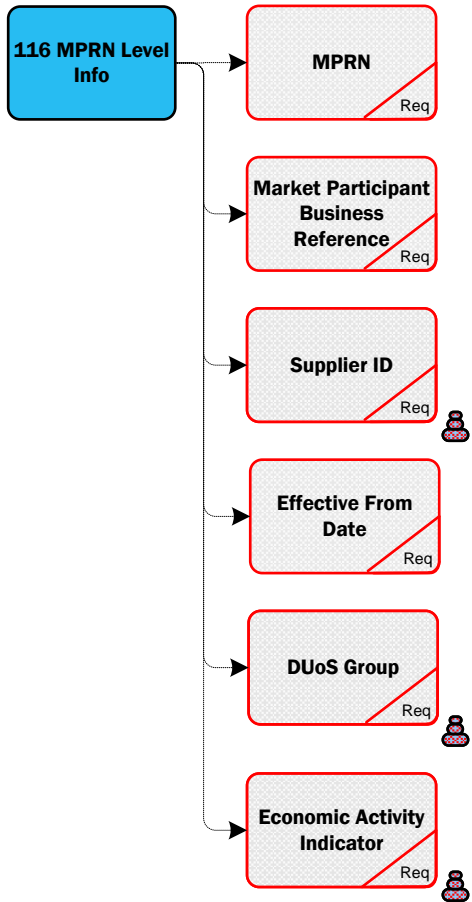 116 MPRN Level
Info
MPRN
Req
Market Participant
Business
Reference
Req
Supplier ID
Req
Effective From
Date
Req
DUoS Group
Req
Economic Activity
Indicator
Req